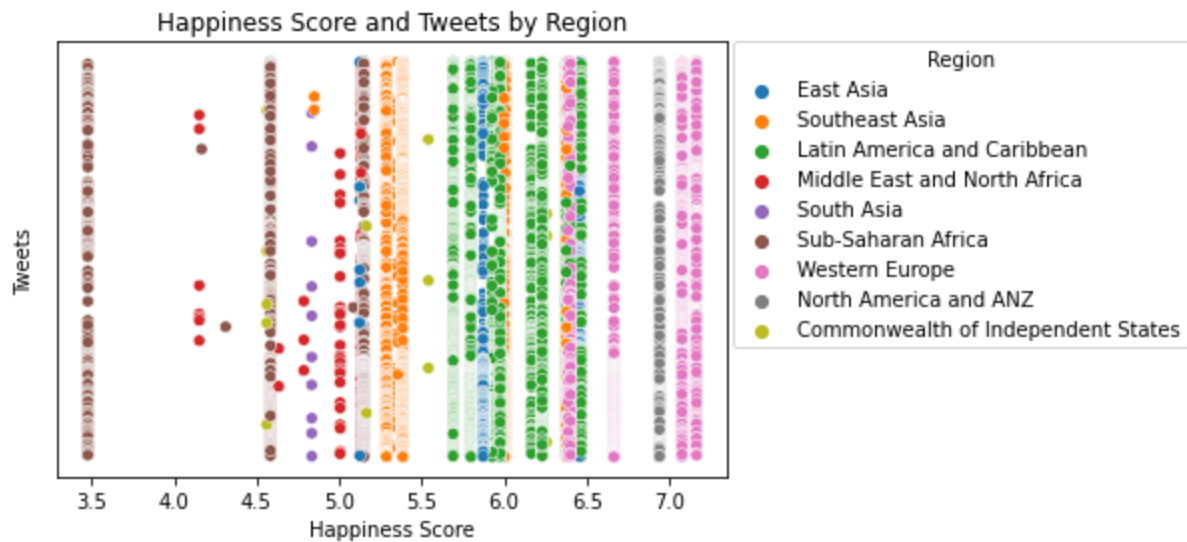 Happiness Score and Tweets by Region
Tweets
3.5 4.0 4.5 5.0 5.5 6.0 6.5 7.0
Happiness Score
Region
East Asia
Southeast Asia
Latin America and Caribbean
Middle East and North Africa
South Asia
Sub-Saharan Africa
Western Europe
North America and ANZ
Commonwealth of Independent States